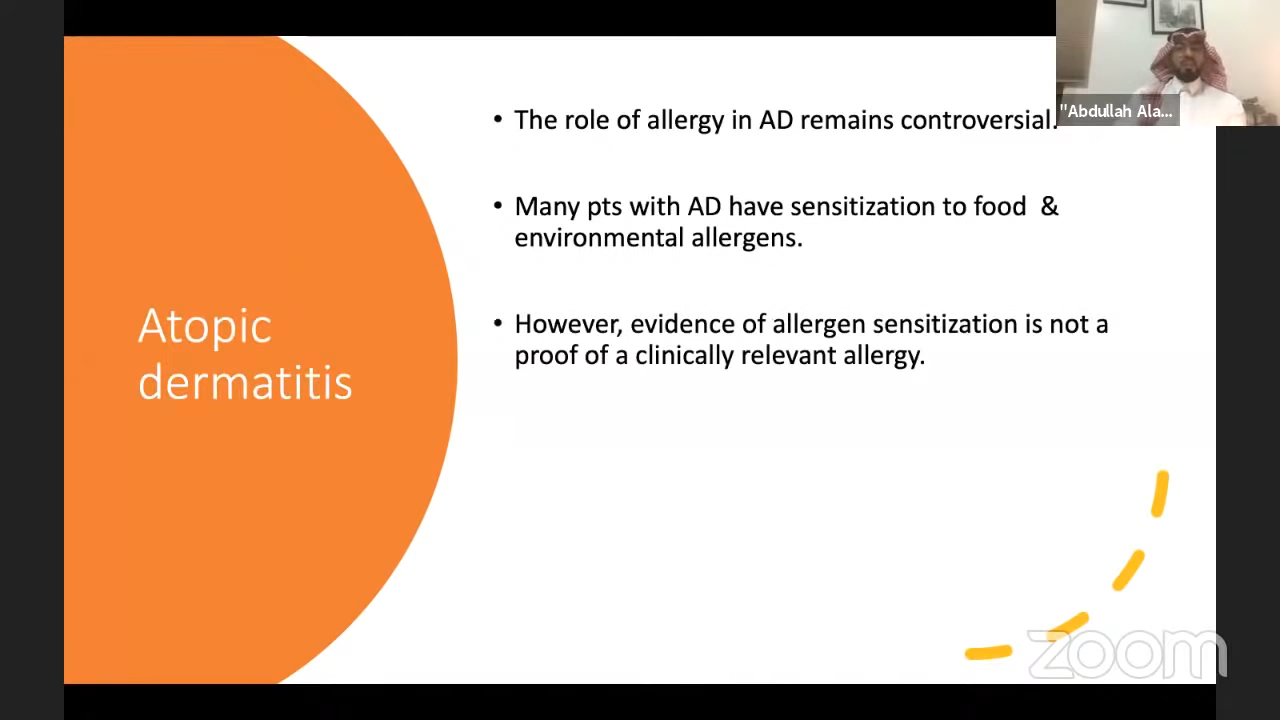 "Abdullah Ala...
• The role of allergy in AD remains controversial.
• Many pts with AD have sensitization to food & 
environmental allergens.
• However, evidence of allergen sensitization is not a
proof of a clinically relevant allergy.
Atopic
dermatitis
zoom